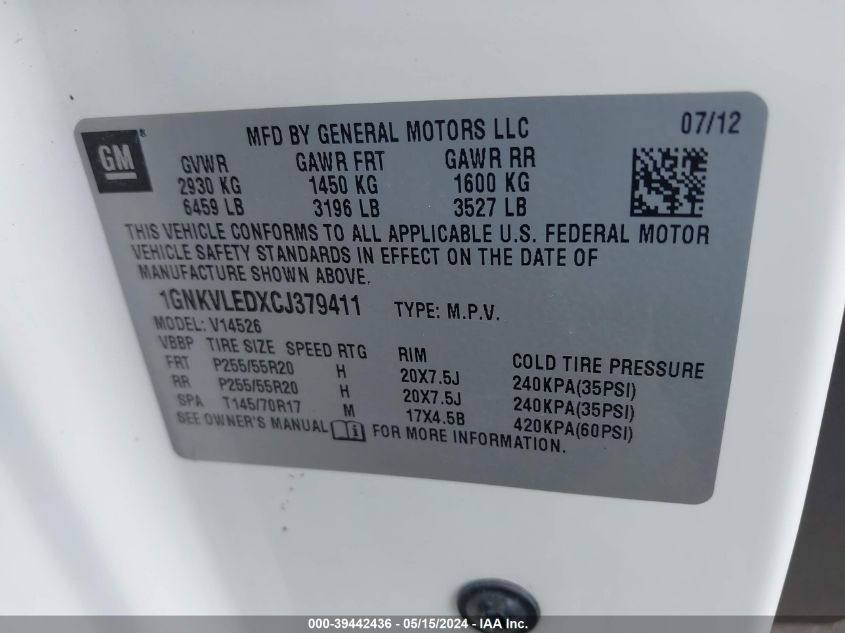 GM®
MFD BY GENERAL MOTORS LLC 07/12
GVWR GAWR FRT GAWR RR
2930 KG 1450 KG 1600 KG
6459 LB 3196 LB 3527 LB
THIS VEHICLE CONFORMS TO ALL APPLICABLE U.S. FEDERAL MOTOR
VEHICLE SAFETY STANDARDS IN EFFECT ON THE DATE OF
MANUFACTURE SHOWN ABOVE.
1GNKVLEDXCJ379411 TYPE: M.P.V.
MODEL: V14526
VBBP TIRE SIZE SPEED RTG RIM COLD TIRE PRESSURE
FRT P255/55R20 H 20X7.5J 240KPA(35PSI)
RR P255/55R20 H 20X7.5J 240KPA(35PSI)
SPA T145/70R17 M 17X4.5B 420KPA(60PSI)
SEE OWNER'S MANUAL FOR MORE INFORMATION.
000-39442436 - 05/15/2024 - IAA Inc.